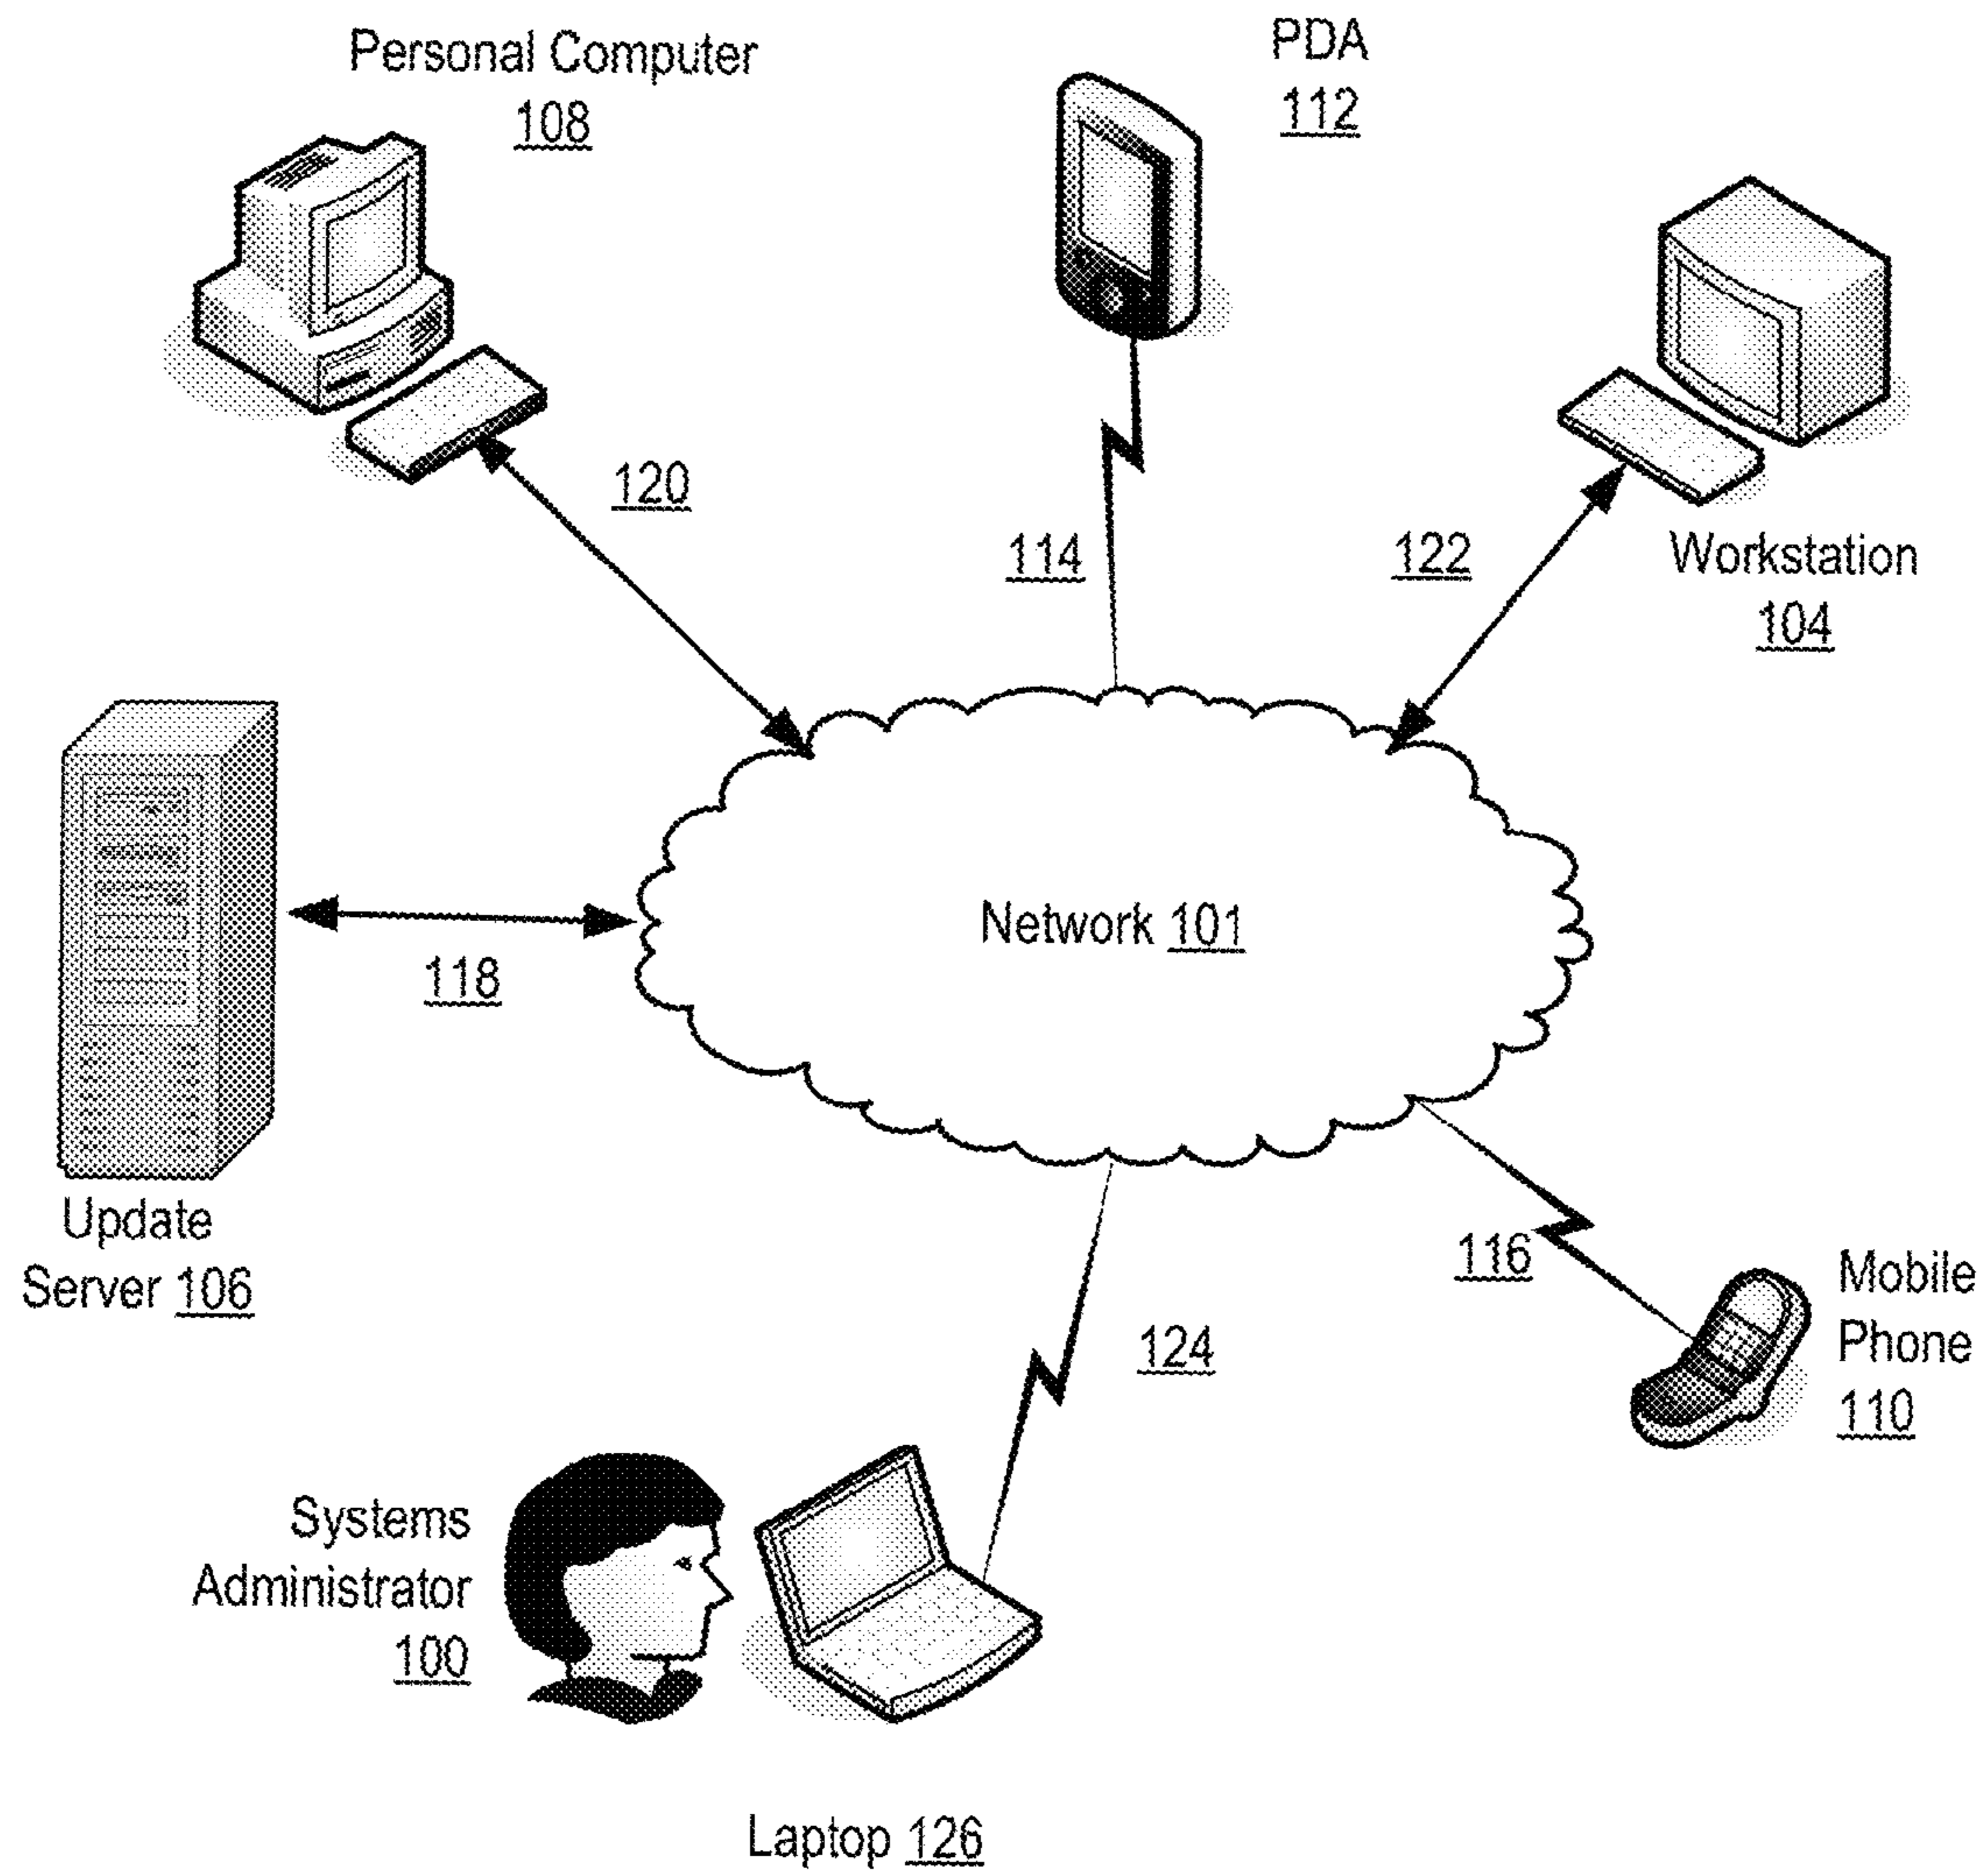 Personal Computer
108
PDA
112
120
114
122
Workstation
104
Network 101
118
Update
Server 106
116
Mobile
Phone
110
124
Systems
Administrator
100
Laptop 126